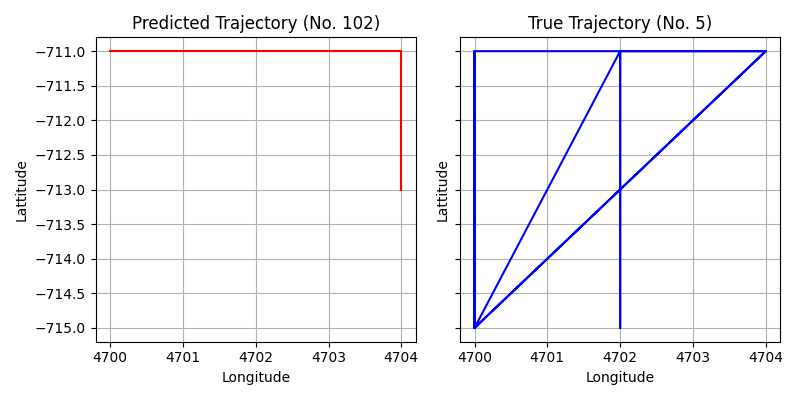 Predicted Trajectory (No. 102)
True Trajectory (No. 5)
−711.0
−711.5
−712.0
−712.5
−713.0
−713.5
−714.0
−714.5
−715.0
Lattitude
Lattitude
4700 4701 4702 4703 4704
4700 4701 4702 4703 4704
Longitude
Longitude